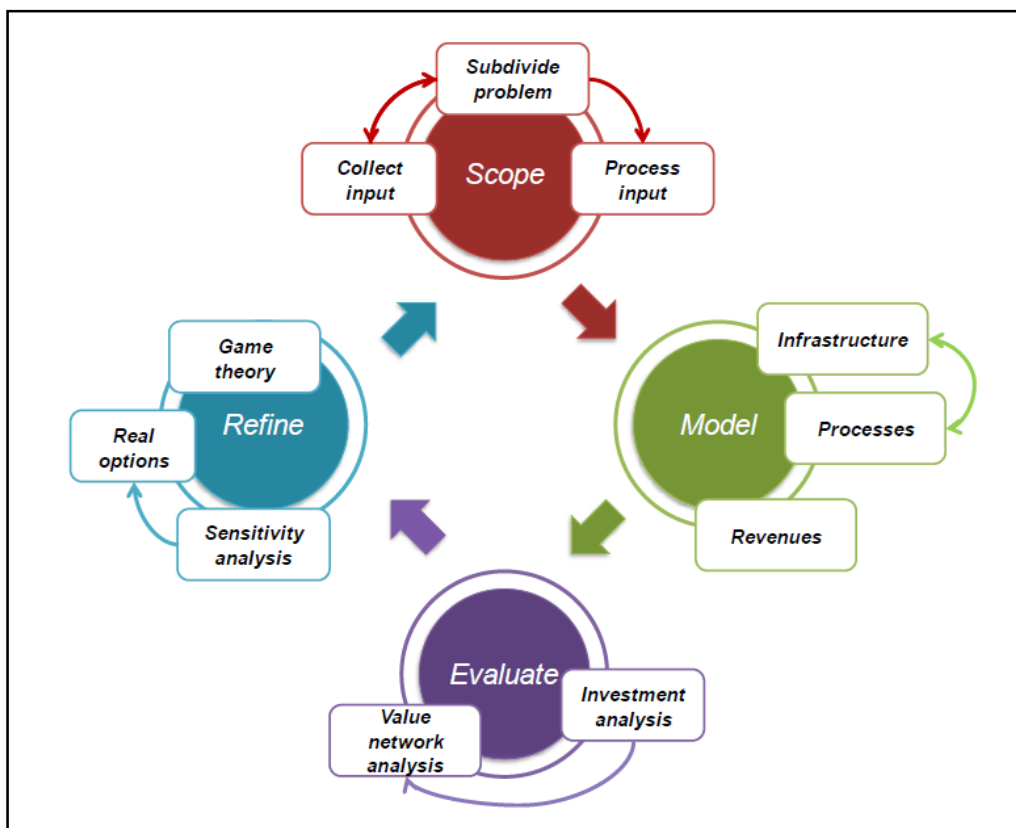 Subdivide
problem
Collect
input
Scope
Process
input
Infrastructure
Model
Processes
Revenues
Evaluate
Investment
analysis
Value
network
analysis
Game
theory
Refine
Real
options
Sensitivity
analysis